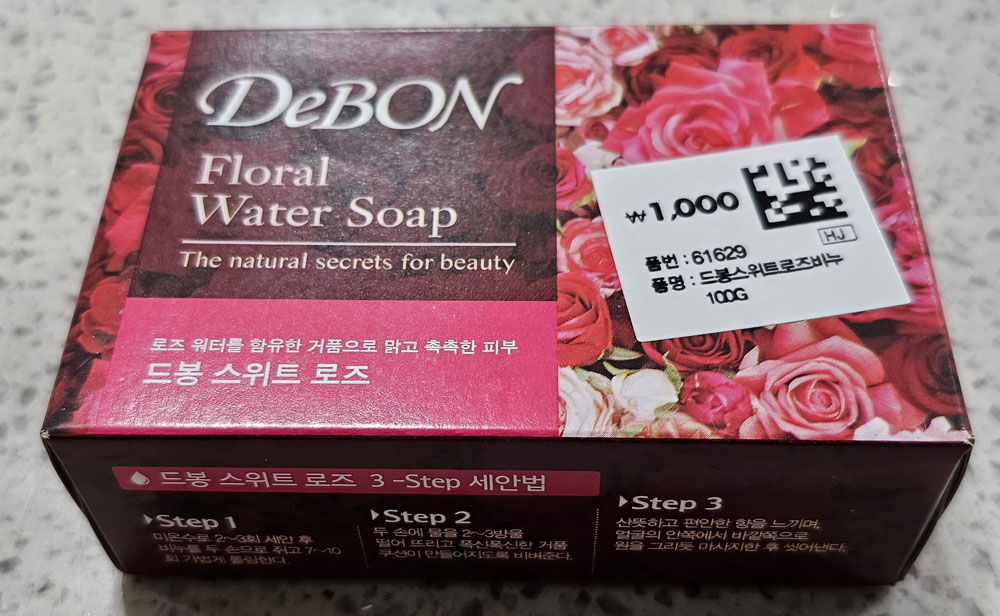 DeBON
Floral
Water Soap
The natural secrets for beauty
로즈 워터를 함유한 거품으로 맑고 촉촉한 피부
드봉 스위트 로즈
₩1,000
HJ
품번 : 61629
품명 : 드봉스위트로즈비누
100G
드봉 스위트 로즈 3-Step 세안법
Step 1
미온수로 2~3회 세안 후
비누를 두 손으로 쥐고 7~10
회 가볍게 롤링한다.
Step 2
두 손에 물을 2~3방울
떨어 뜨리고 폭신폭신한 거품
쿠션이 만들어지도록 비벼준다.
Step 3
산뜻하고 편안한 향을 느끼며,
얼굴의 안쪽에서 바깥쪽으로
원을 그리듯 마사지한 후 씻어낸다.